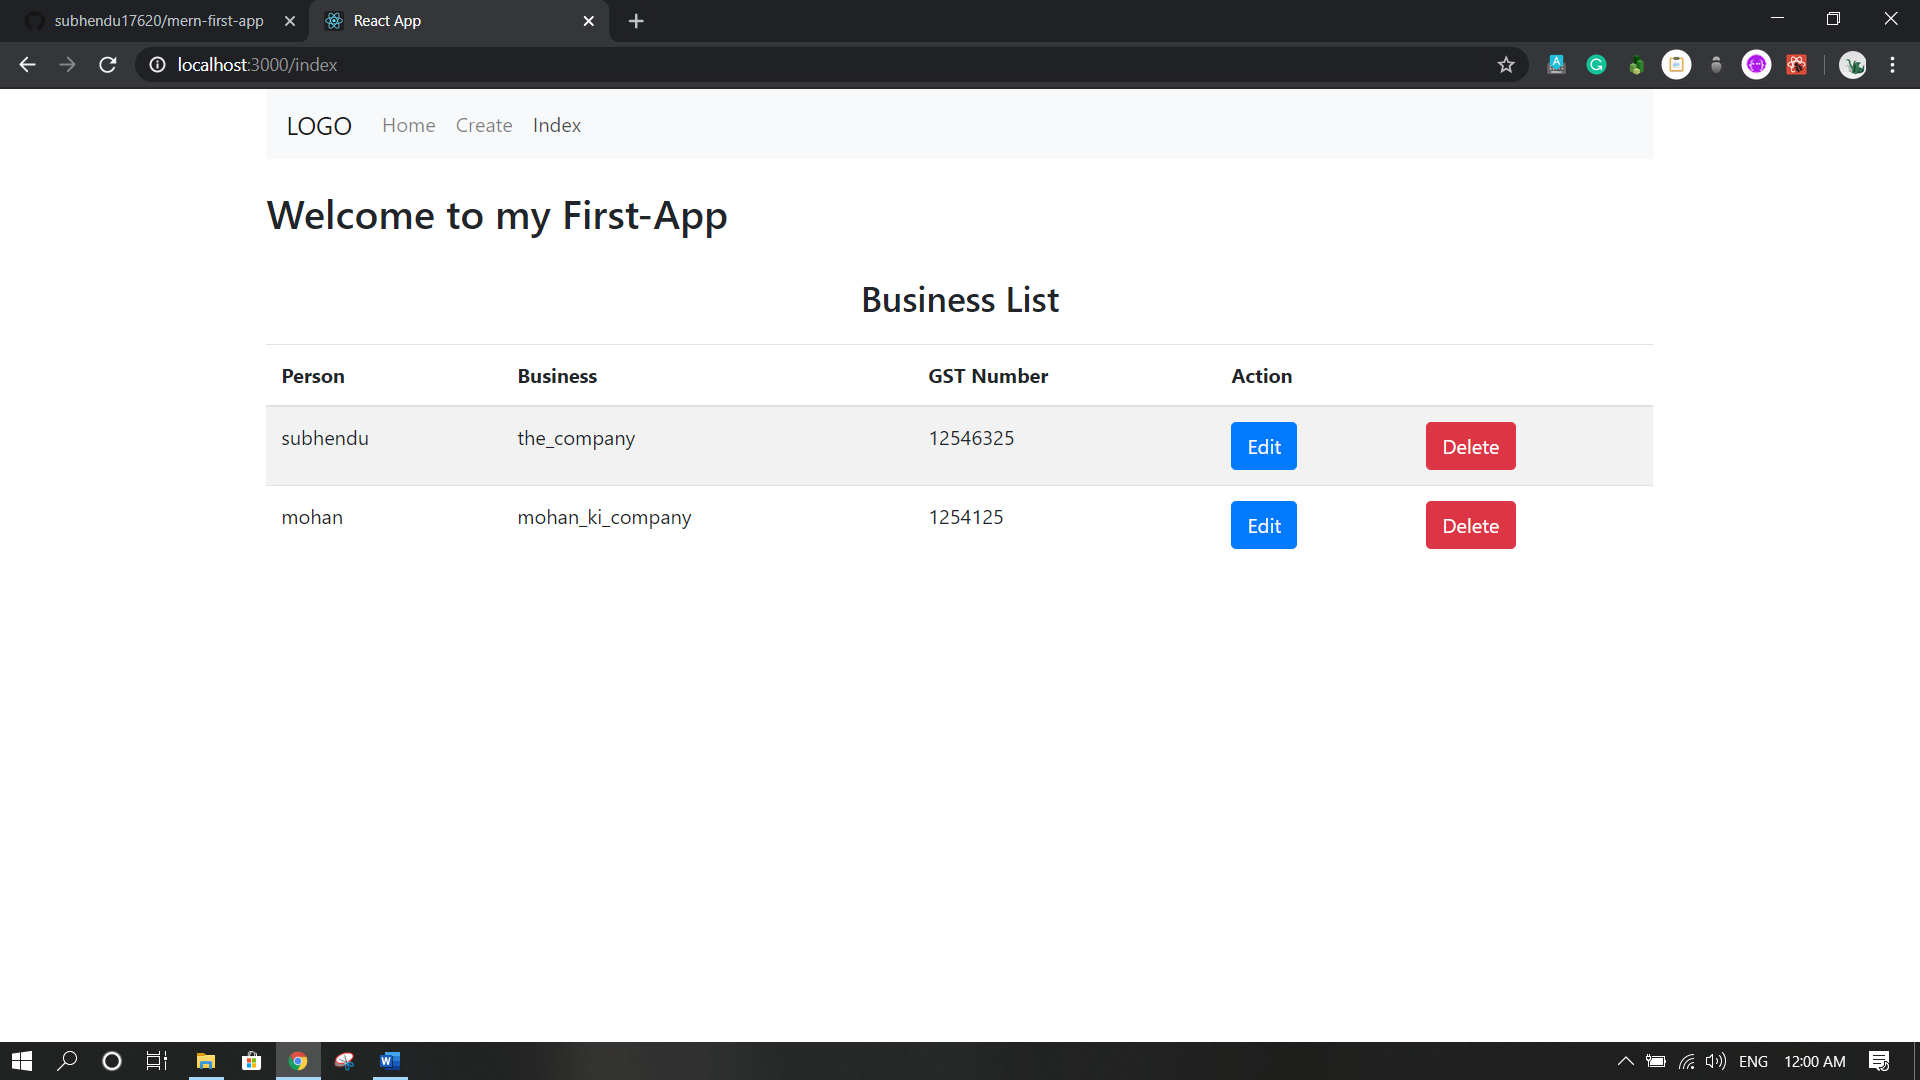 subhendu17620/mern-first-app
React App
localhost:3000/index
LOGO Home Create Index
Welcome to my First-App
Business List
Person Business GST Number Action
subhendu the_company 12546325 Edit Delete
mohan mohan_ki_company 1254125 Edit Delete
ENG 12:00 AM